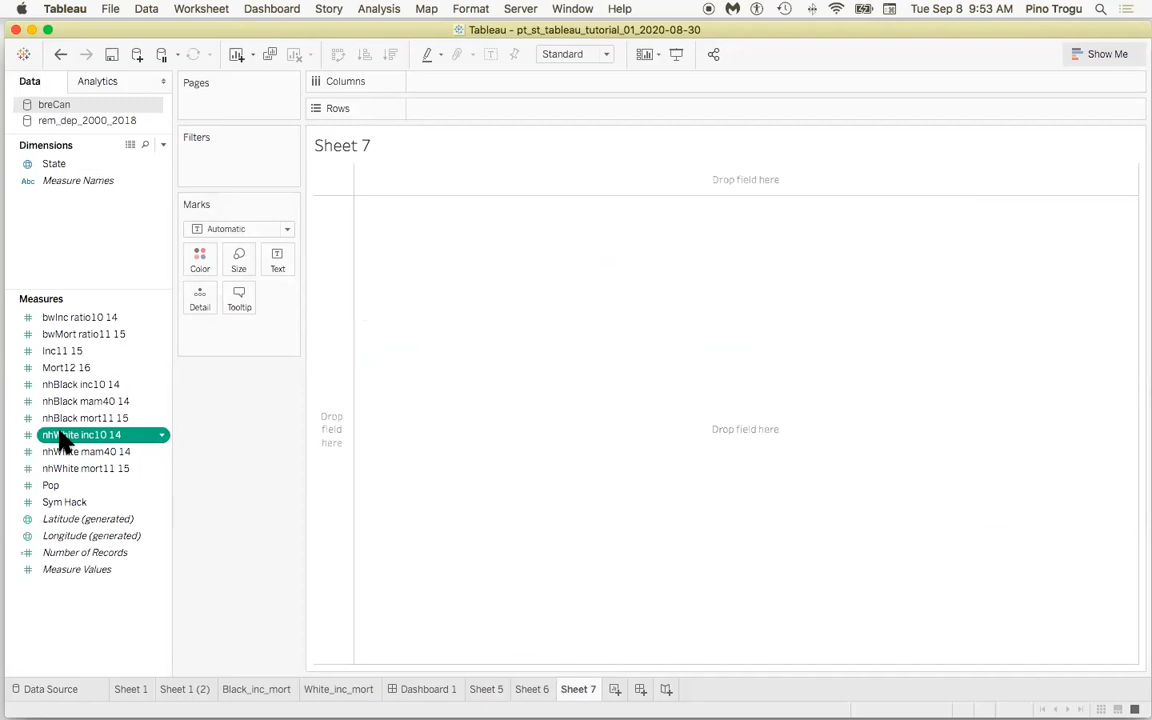 Tableau File Data Worksheet Dashboard Story Analysis Map Format Server Window Help Tue Sep 8 9:53 AM Pino Trogu
Tableau - pt_st_tableau_tutorial_01_2020-08-30
Standard
Show Me
Data Analytics
Pages
Columns
breCan
rem_dep_2000_2018
Rows
Filters
Dimensions
Sheet 7
State
Abc Measure Names
Drop field here
Marks
Automatic
Color Size Text
Detail Tooltip
Measures
bwInc ratio10 14
bwMort ratio11 15
Inc11 15
Mort12 16
nhBlack inc10 14
nhBlack mam40 14
nhBlack mort11 15
nhWhite inc10 14
nhWhite mam40 14
nhWhite mort11 15
Pop
Sym Hack
Latitude (generated)
Longitude (generated)
Number of Records
Measure Values
Drop
field
here
Drop field here
Data Source Sheet 1 Sheet 1 (2) Black_inc_mort White_inc_mort Dashboard 1 Sheet 5 Sheet 6 Sheet 7